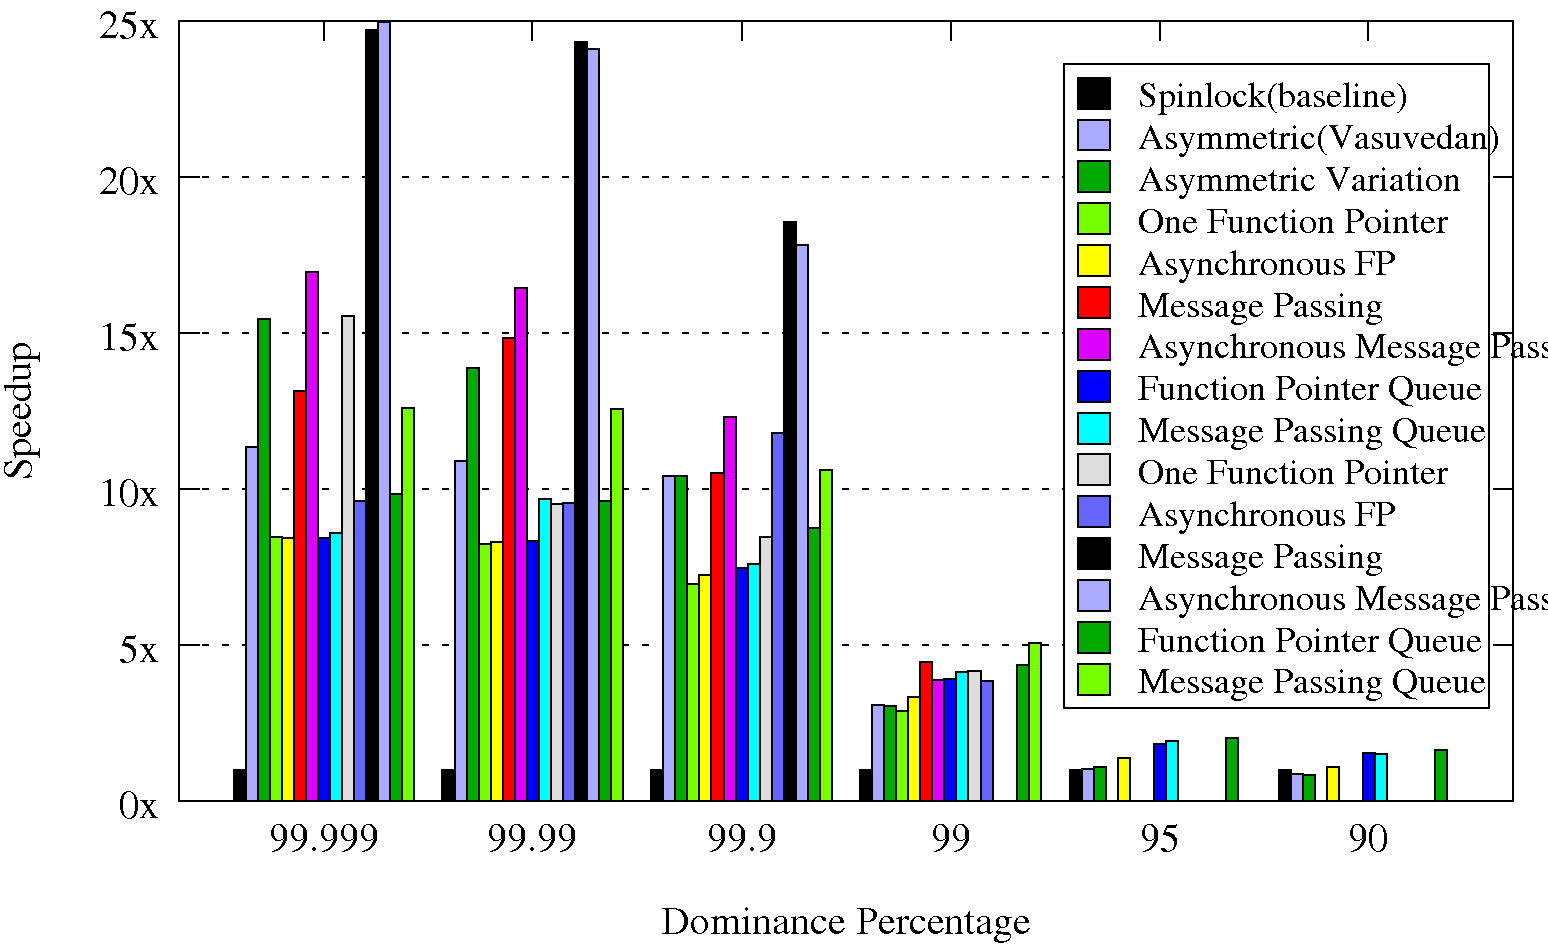 25x
20x
15x
10x
5x
0x
Speedup
Spinlock(baseline)
Asymmetric(Vasuvedan)
Asymmetric Variation
One Function Pointer
Asynchronous FP
Message Passing
Asynchronous Message Pass
Function Pointer Queue
Message Passing Queue
One Function Pointer
Asynchronous FP
Message Passing
Asynchronous Message Pass
Function Pointer Queue
Message Passing Queue
99.999 99.99 99.9 99 95 90
Dominance Percentage